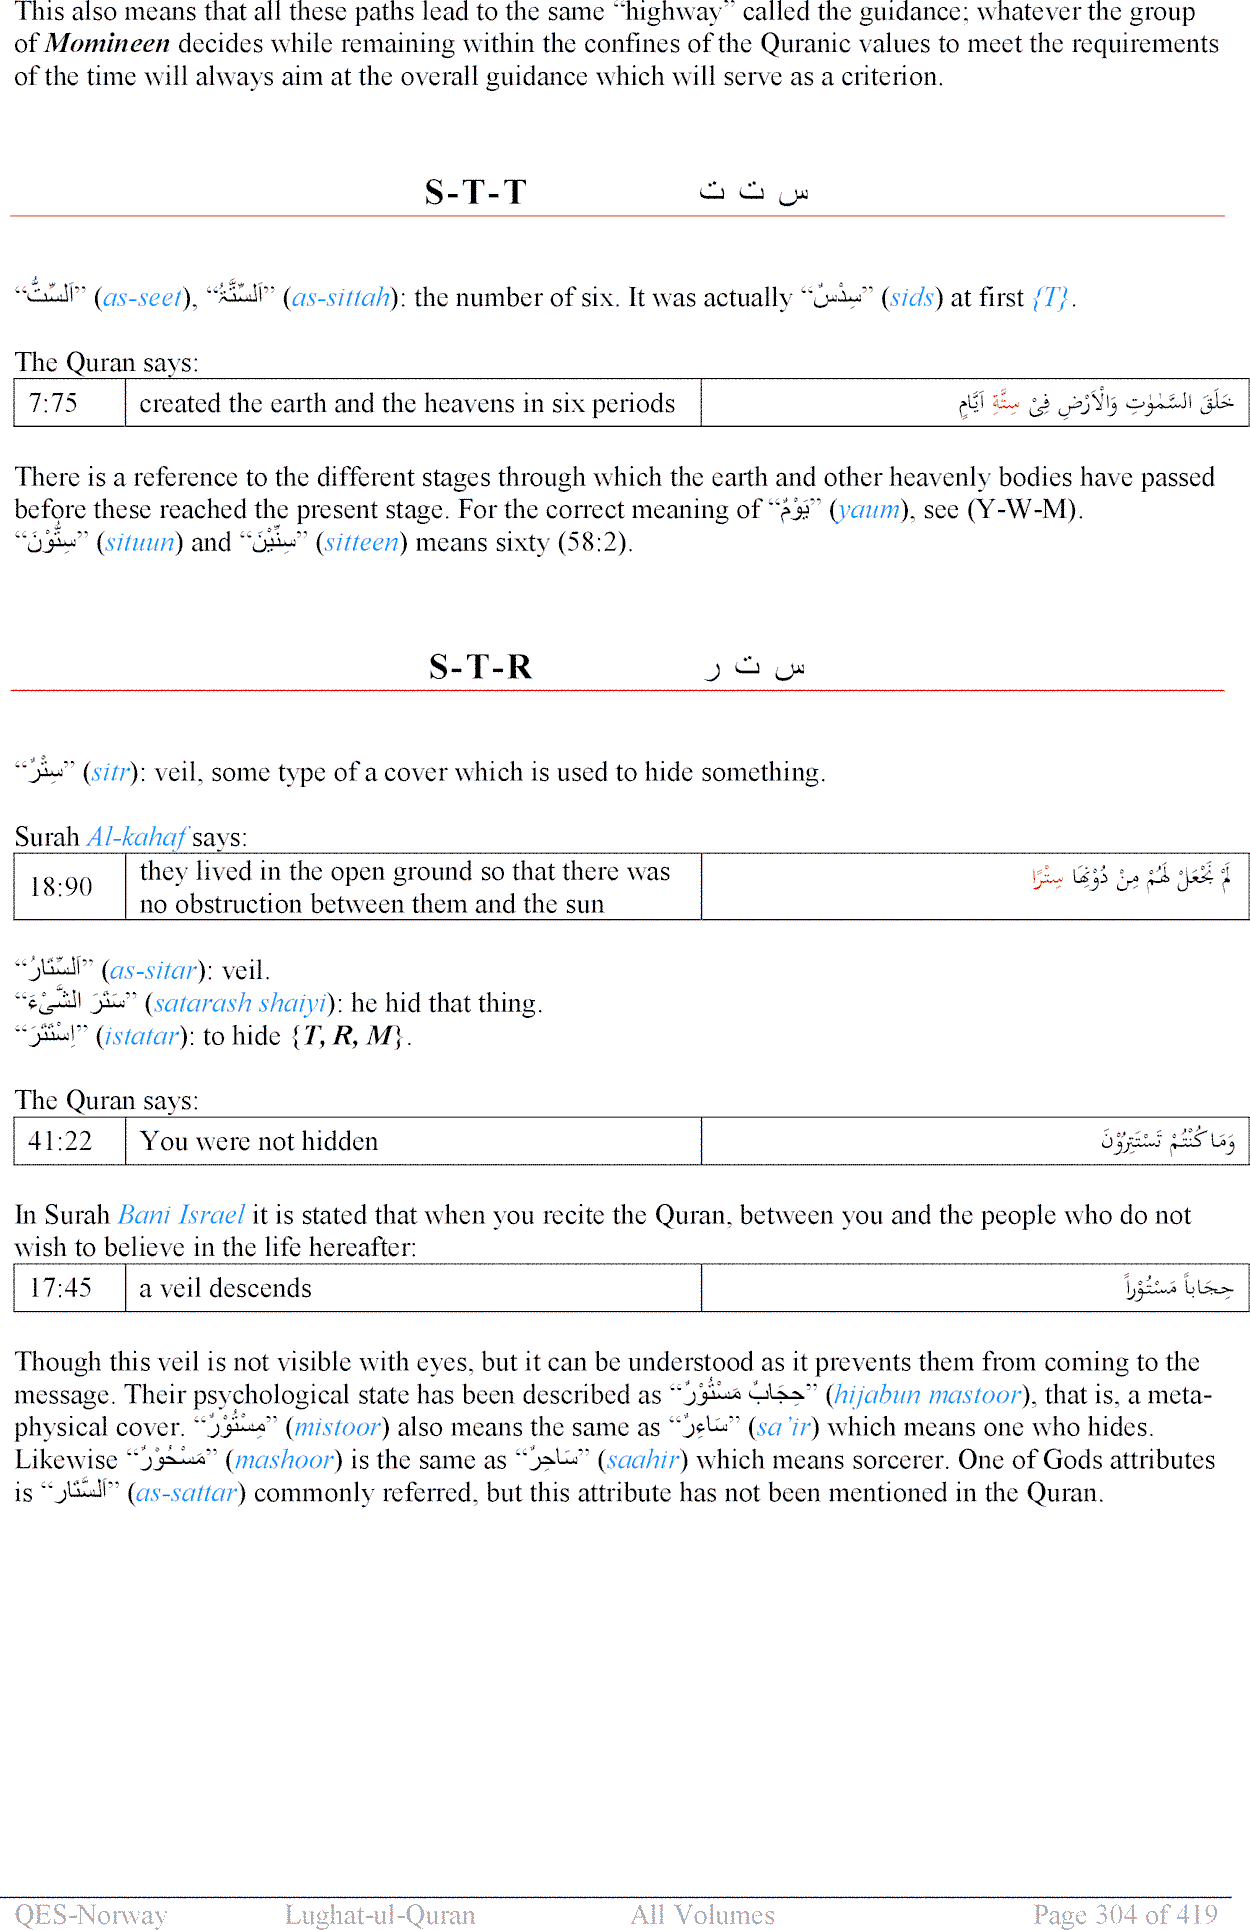 This also means that all these paths lead to the same “highway” called the guidance; whatever the group
of Momineen decides while remaining within the confines of the Quranic values to meet the requirements
of the time will always aim at the overall guidance which will serve as a criterion.
S-T-T س ت ت
“اَلسِّتُّ” (as-seet), “اَلسِّتَّۃُ” (as-sittah): the number of six. It was actually “سِدْسٌ” (sids) at first {T}.
The Quran says:
7:75 created the earth and the heavens in six periods خَلَقَ السَّمٰوٰتِ وَالْاَرْضِ فِیْ سِتَّةِ اَیَّامٍ
There is a reference to the different stages through which the earth and other heavenly bodies have passed
before these reached the present stage. For the correct meaning of “یَوْمٌ” (yaum), see (Y-W-M).
“سِتُّوْنَ” (situun) and “سِتِّیْنَ” (sitteen) means sixty (58:2).
S-T-R س ت ر
“سِتْرٌ” (sitr): veil, some type of a cover which is used to hide something.
Surah Al-kahaf says:
18:90 they lived in the open ground so that there was لَمْ نَجْعَلْ لَهُمْ مِنْ دُوْنِهَا سِتْرًا
no obstruction between them and the sun
“اَلسِّتَارُ” (as-sitar): veil.
“سَتَرَ الشَّیْءَ” (satarash shaiyi): he hid that thing.
“اِسْتَتَرَ” (istatar): to hide {T, R, M}.
The Quran says:
41:22 You were not hidden وَمَا كُنْتُمْ تَسْتَتِرُوْنَ
In Surah Bani Israel it is stated that when you recite the Quran, between you and the people who do not
wish to believe in the life hereafter:
17:45 a veil descends حِجَاباً مَسْتُوْراً
Though this veil is not visible with eyes, but it can be understood as it prevents them from coming to the
message. Their psychological state has been described as “حِجَابٌ مَسْتُوْرٌ” (hijabun mastoor), that is, a meta-
physical cover. “مِسْتُوْرٌ” (mistoor) also means the same as “سَاءِرٌ” (sa’ir) which means one who hides.
Likewise “مَسْحُوْرٌ” (mashoor) is the same as “سَاحِرٌ” (saahir) which means sorcerer. One of Gods attributes
is “اَلسَّتَّار” (as-sattar) commonly referred, but this attribute has not been mentioned in the Quran.
QES-Norway Lughat-ul-Quran All Volumes Page 304 of 419